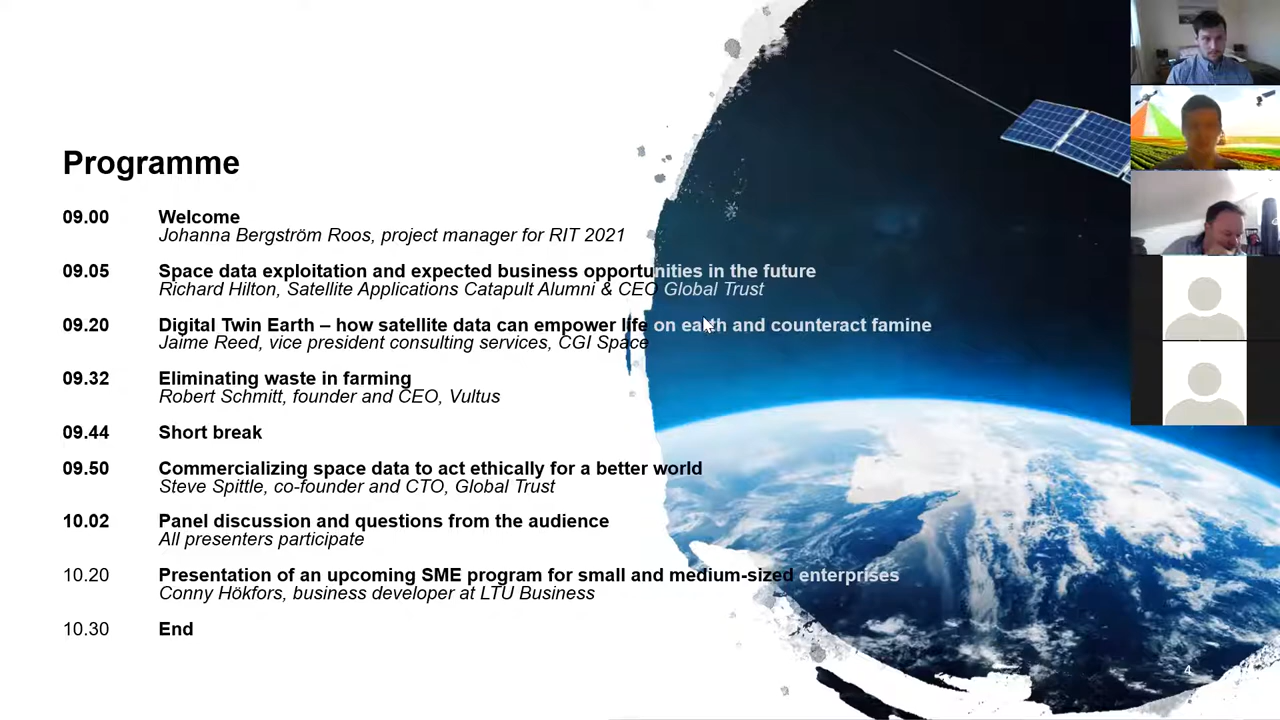 Programme
09.00 Welcome
Johanna Bergström Roos, project manager for RIT 2021
09.05 Space data exploitation and expected business opportunities in the future
Richard Hilton, Satellite Applications Catapult Alumni & CEO Global Trust
09.20 Digital Twin Earth – how satellite data can empower life on earth and counteract famine
Jaime Reed, vice president consulting services, CGI Space
09.32 Eliminating waste in farming
Robert Schmitt, founder and CEO, Vultus
09.44 Short break
09.50 Commercializing space data to act ethically for a better world
Steve Spittle, co-founder and CTO, Global Trust
10.02 Panel discussion and questions from the audience
All presenters participate
10.20 Presentation of an upcoming SME program for small and medium-sized enterprises
Conny Hökfors, business developer at LTU Business
10.30 End
4